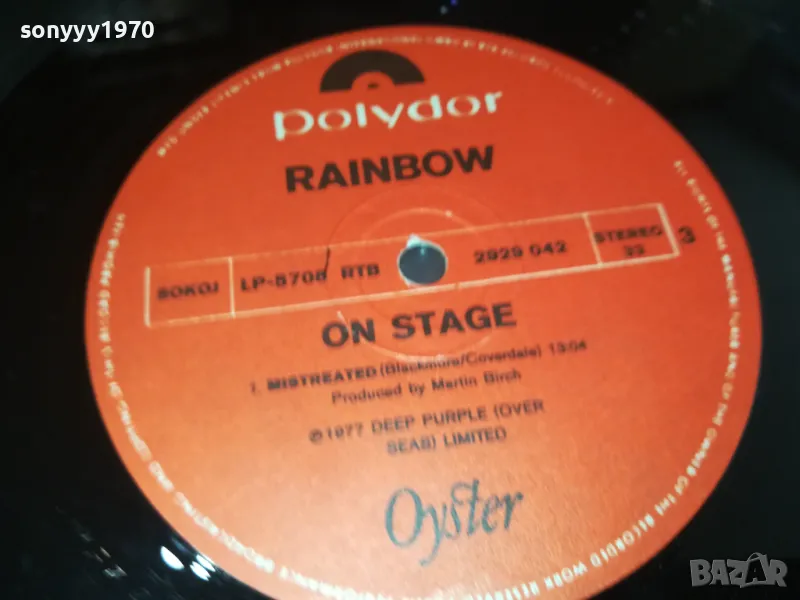 sonyyy1970
polydor
RAINBOW
SOKOJ LP-5708 RTB 2929 042 STEREO 33 3
ON STAGE
1. MISTREATED (Blackmore/Coverdale) 13:04
Produced by Martin Birch
℗1977 DEEP PURPLE (OVER
SEAS) LIMITED
Oyster
BAZAR